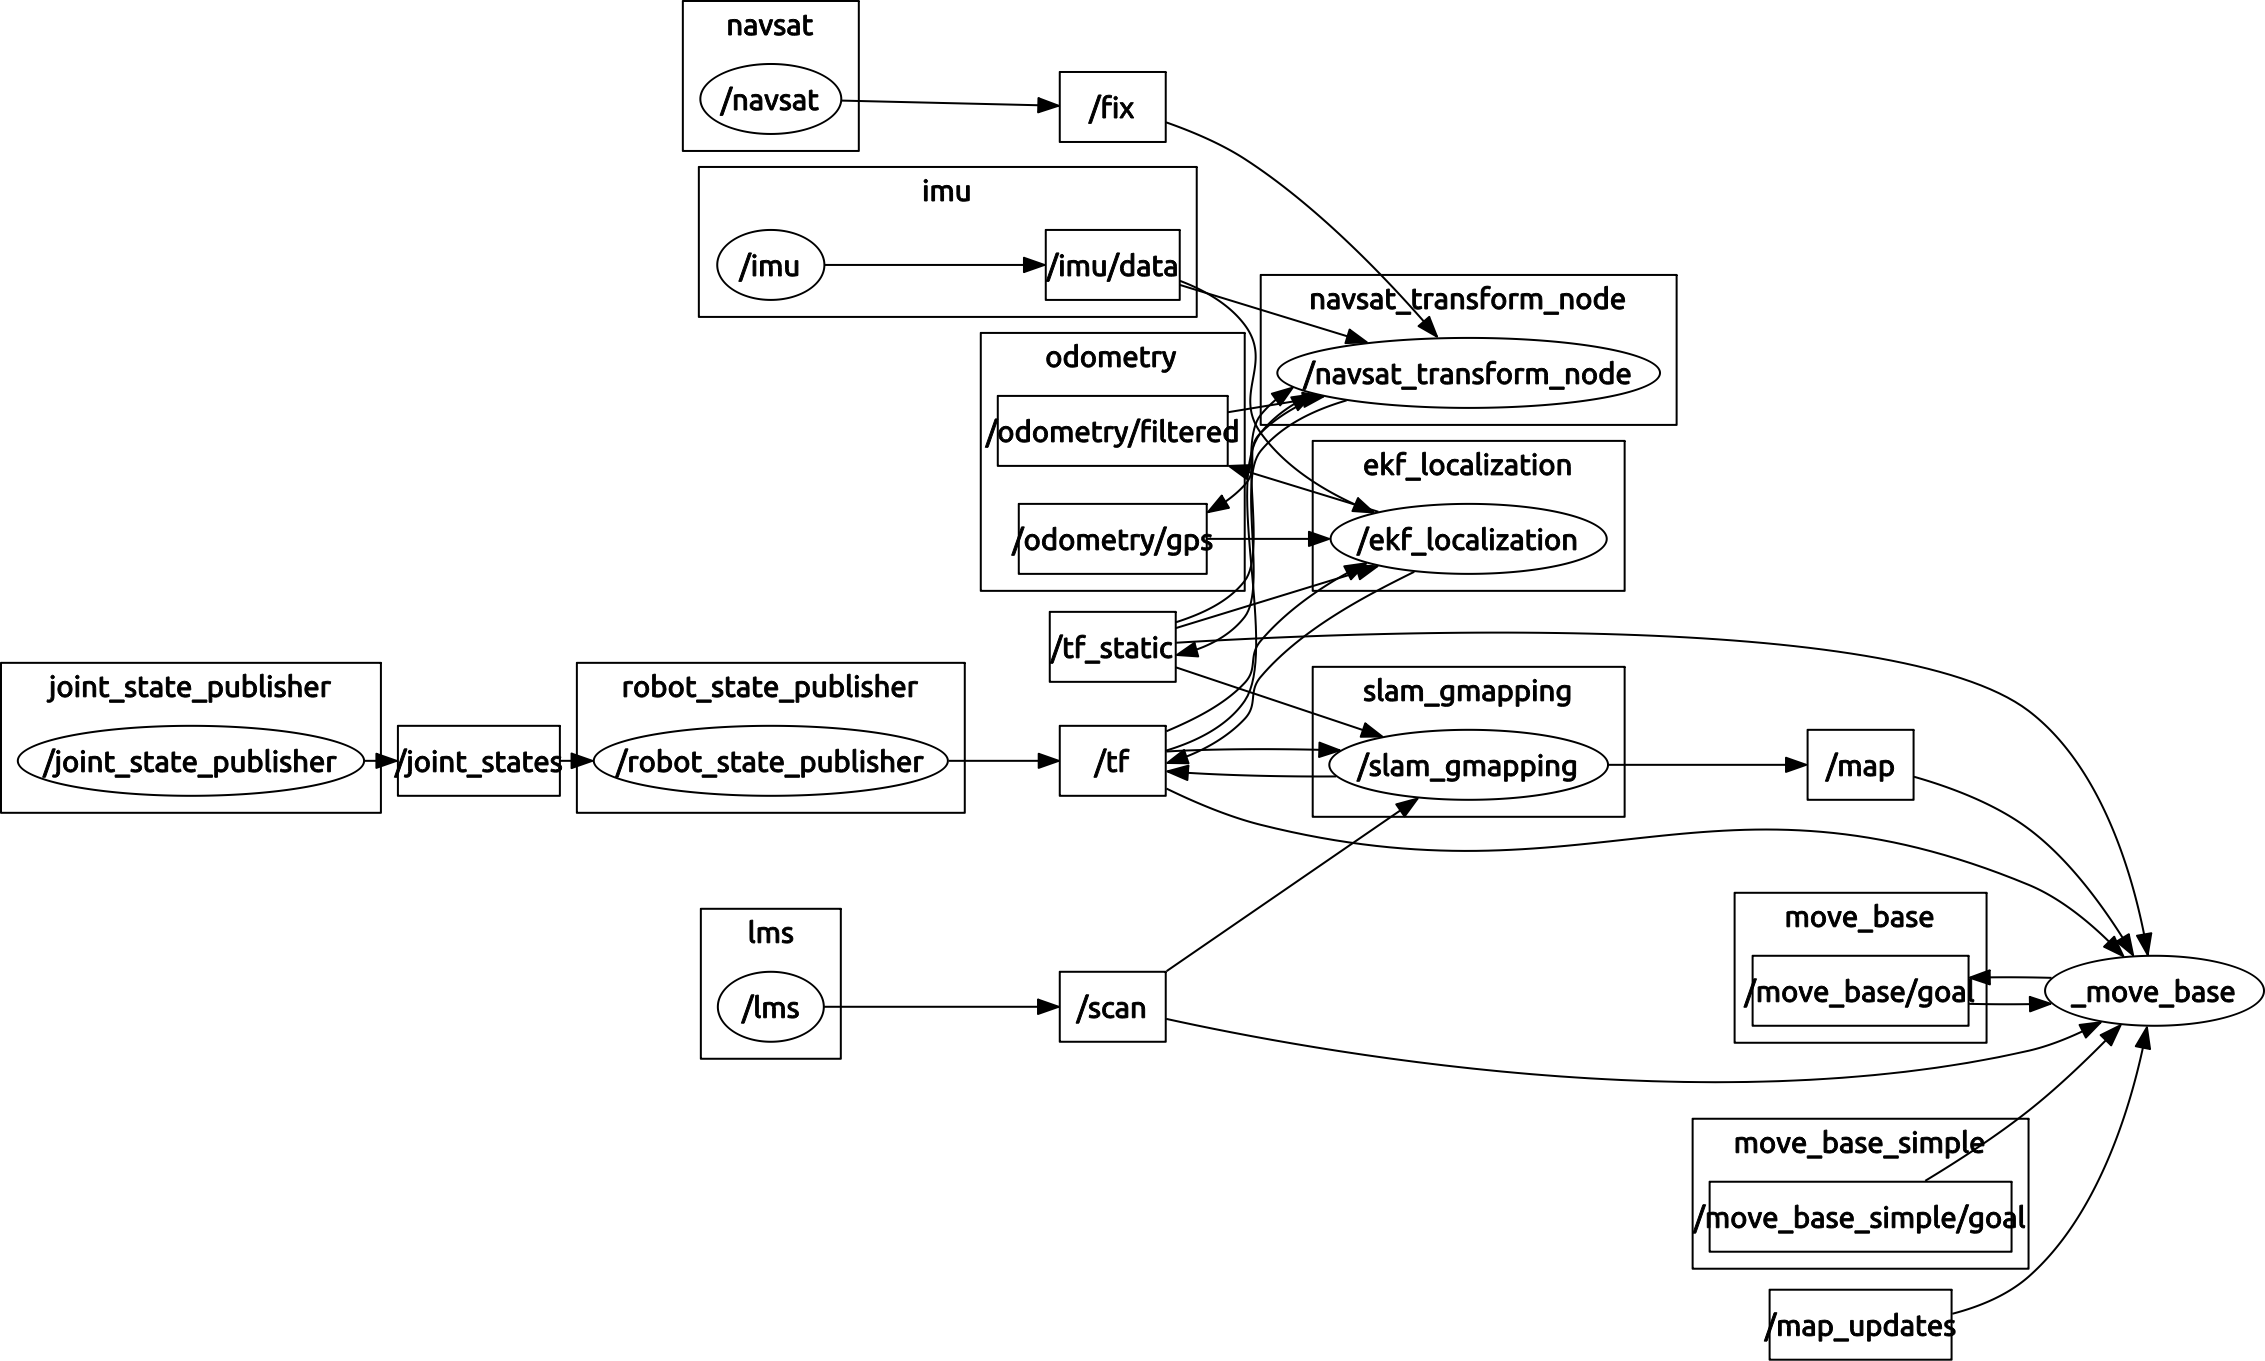 navsat
/navsat
/fix
imu
/imu
/imu/data
navsat_transform_node
/navsat_transform_node
odometry
/odometry/filtered
/odometry/gps
ekf_localization
/ekf_localization
/tf_static
joint_state_publisher
/joint_state_publisher
/joint_states
robot_state_publisher
/robot_state_publisher
/tf
slam_gmapping
/slam_gmapping
/map
lms
/lms
/scan
move_base
/move_base/goal
_move_base
move_base_simple
/move_base_simple/goal
/map_updates